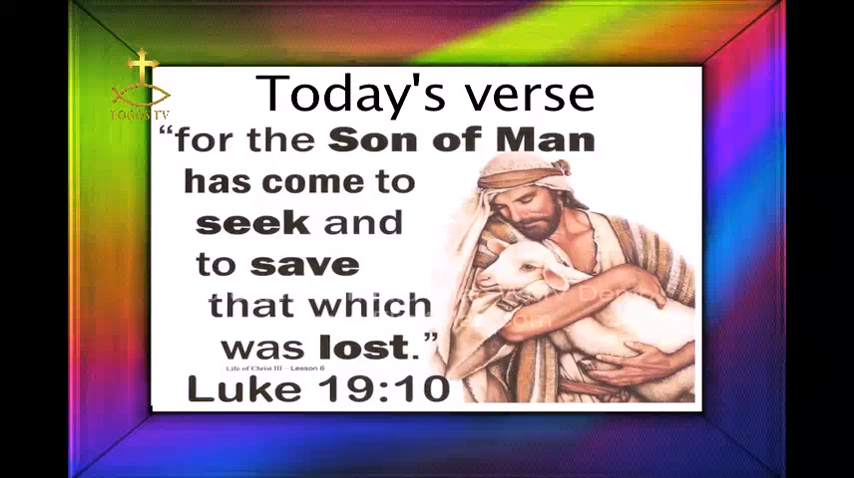 Today's verse
LOGOS TV
“for the Son of Man
has come to
seek and
to save
that which
was lost.”
Life of Christ III – Lesson 6
Luke 19:10